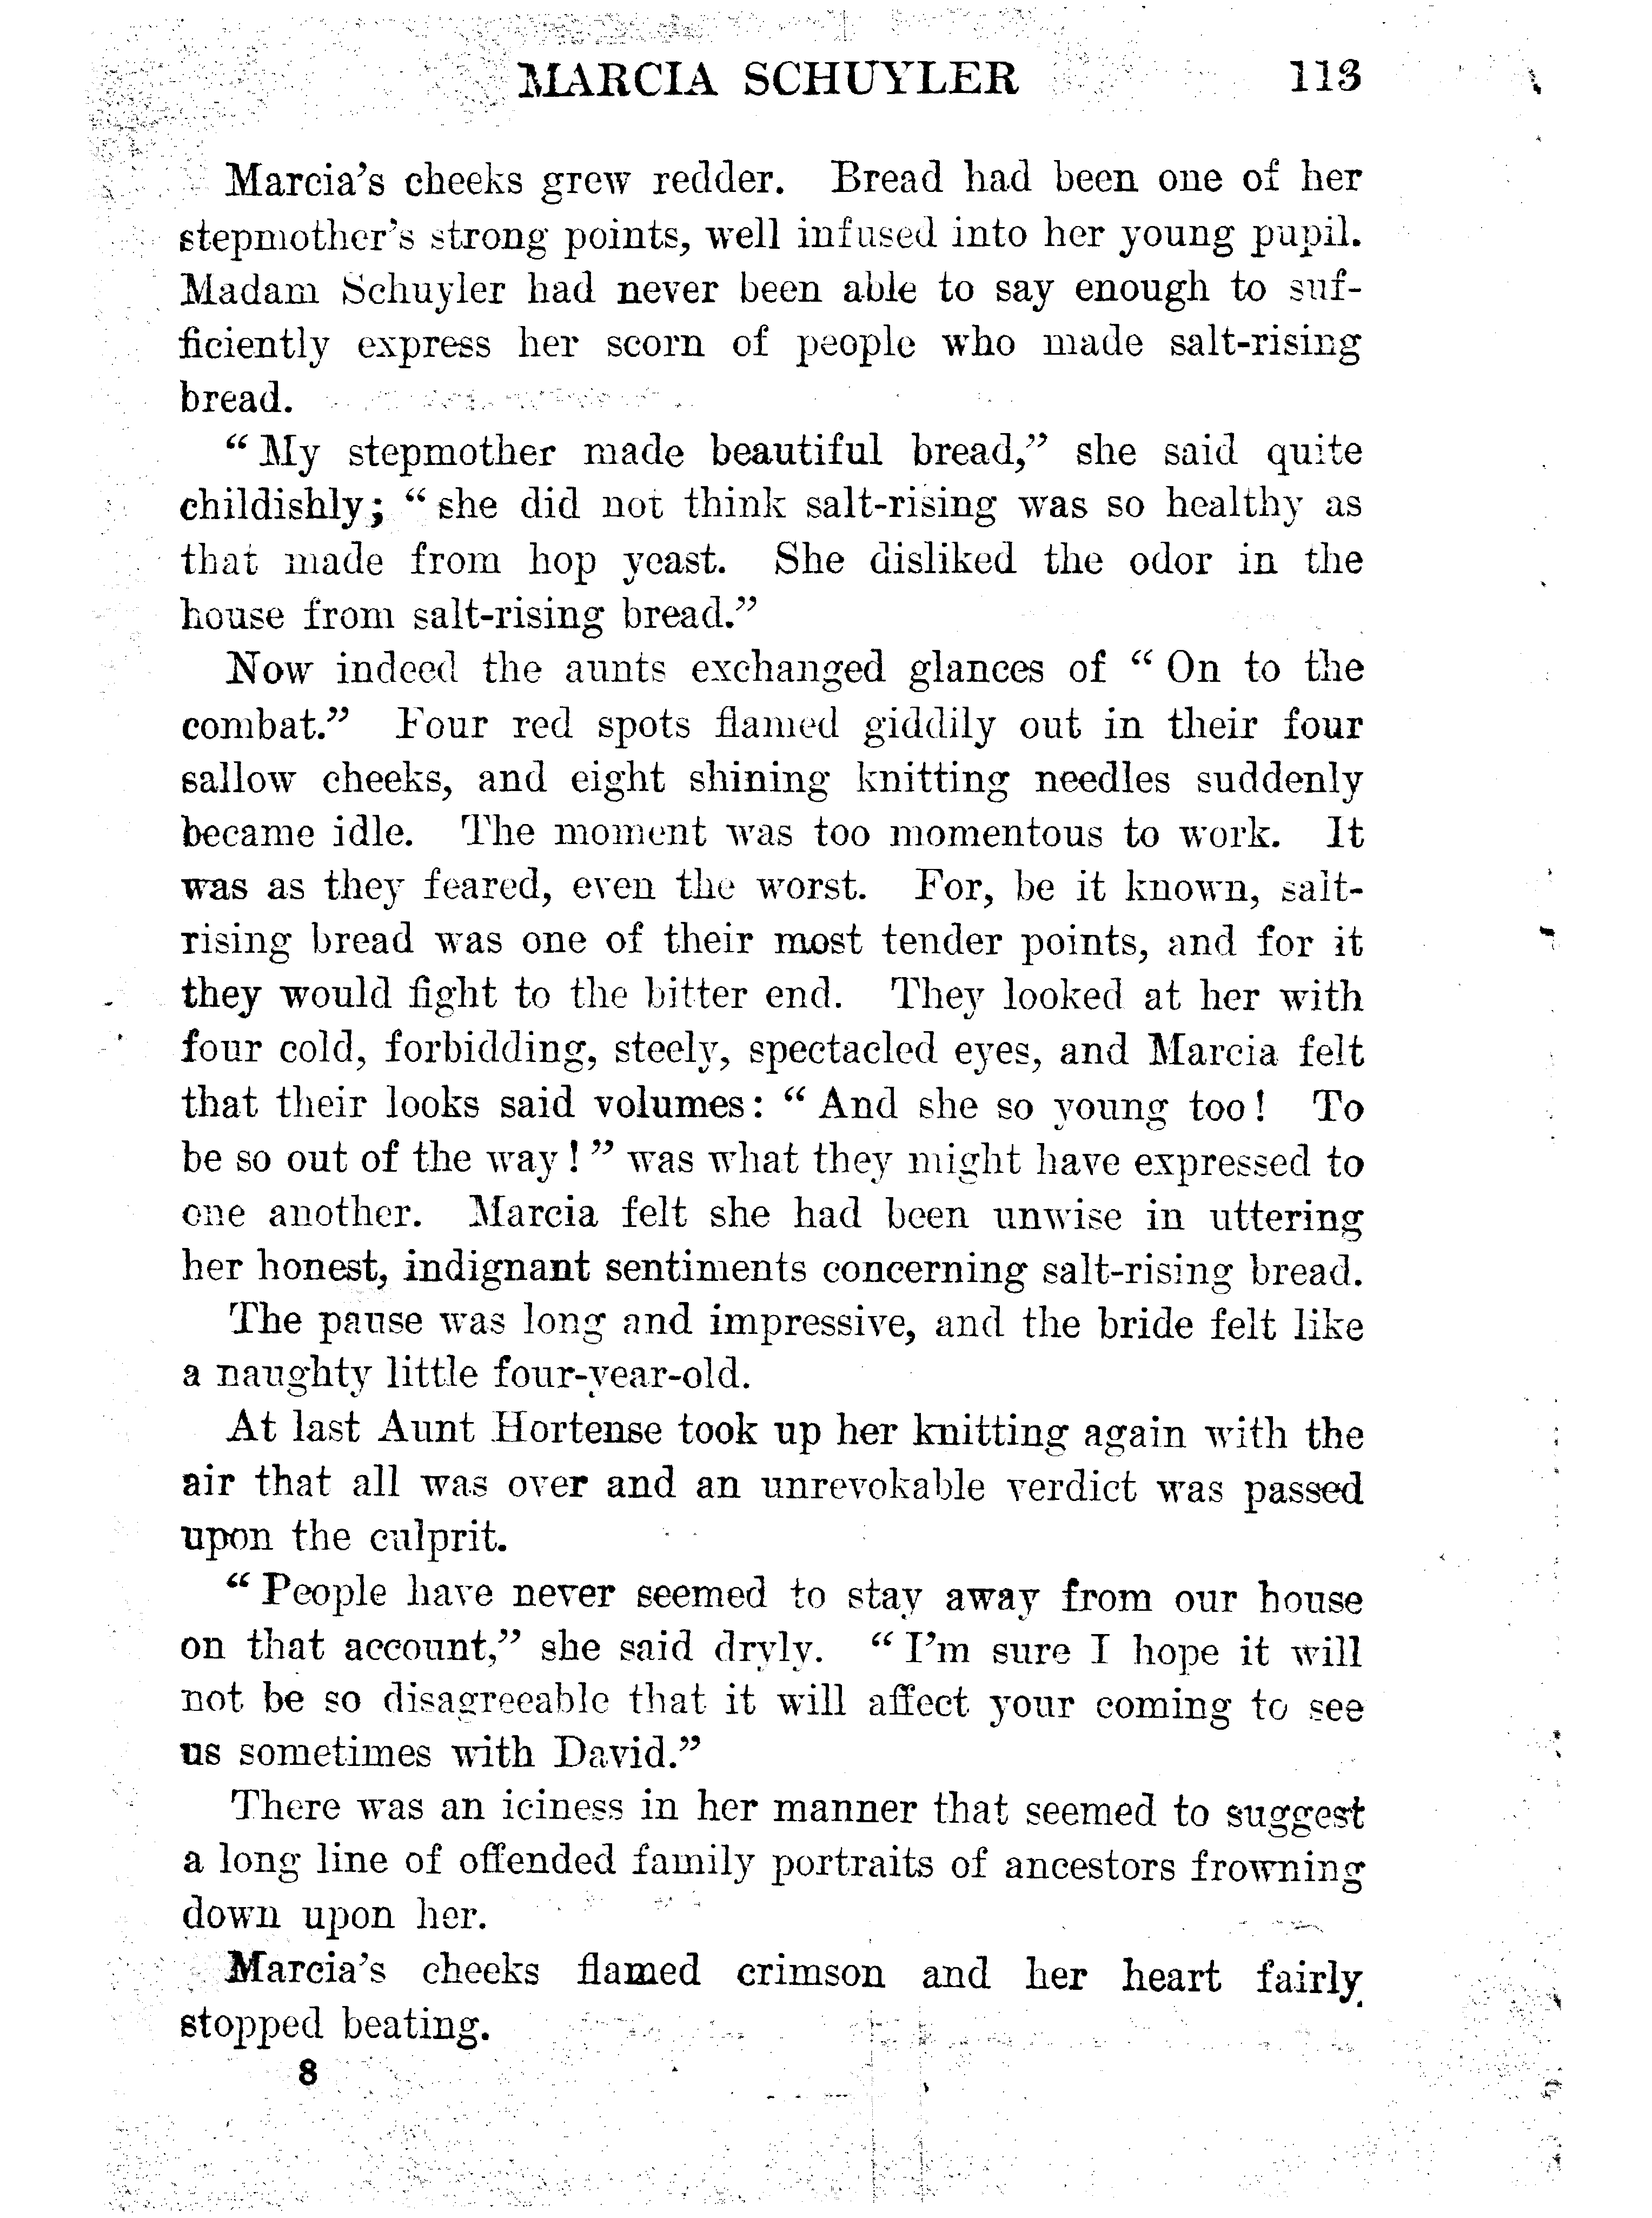 MARCIA SCHUYLER 113
Marcia's cheeks grew redder. Bread had been one of her
stepmother's strong points, well infused into her young pupil.
Madam Schuyler had never been able to say enough to suf-
ficiently express her scorn of people who made salt-rising
bread.
“ My stepmother made beautiful bread,” she said quite
childishly; “ she did not think salt-rising was so healthy as
that made from hop yeast. She disliked the odor in the
house from salt-rising bread.”
Now indeed the aunts exchanged glances of “ On to the
combat.” Four red spots flamed giddily out in their four
sallow cheeks, and eight shining knitting needles suddenly
became idle. The moment was too momentous to work. It
was as they feared, even the worst. For, be it known, salt-
rising bread was one of their most tender points, and for it
they would fight to the bitter end. They looked at her with
four cold, forbidding, steely, spectacled eyes, and Marcia felt
that their looks said volumes: “ And she so young too! To
be so out of the way! ” was what they might have expressed to
one another. Marcia felt she had been unwise in uttering
her honest, indignant sentiments concerning salt-rising bread.
The pause was long and impressive, and the bride felt like
a naughty little four-year-old.
At last Aunt Hortense took up her knitting again with the
air that all was over and an unrevokable verdict was passed
upon the culprit.
“ People have never seemed to stay away from our house
on that account,” she said dryly. “ I'm sure I hope it will
not be so disagreeable that it will affect your coming to see
us sometimes with David.”
There was an iciness in her manner that seemed to suggest
a long line of offended family portraits of ancestors frowning
down upon her.
Marcia's cheeks flamed crimson and her heart fairly
stopped beating.
8